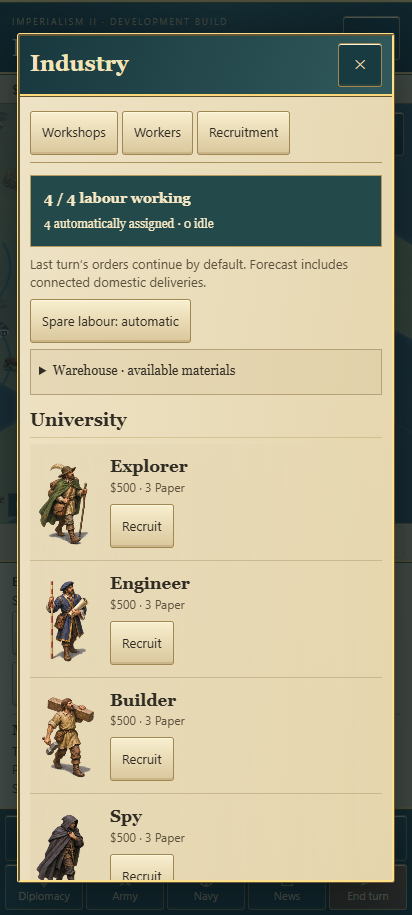 IMPERIALISM II · DEVELOPMENT BUILD
Industry
×
Workshops
Workers
Recruitment
4 / 4 labour working
4 automatically assigned · 0 idle
Last turn's orders continue by default. Forecast includes
connected domestic deliveries.
Spare labour: automatic
▶ Warehouse · available materials
University
Explorer
$500 · 3 Paper
Recruit
Engineer
$500 · 3 Paper
Recruit
Builder
$500 · 3 Paper
Recruit
Spy
$500 · 3 Paper
Recruit
Diplomacy
Army
Navy
News
End turn